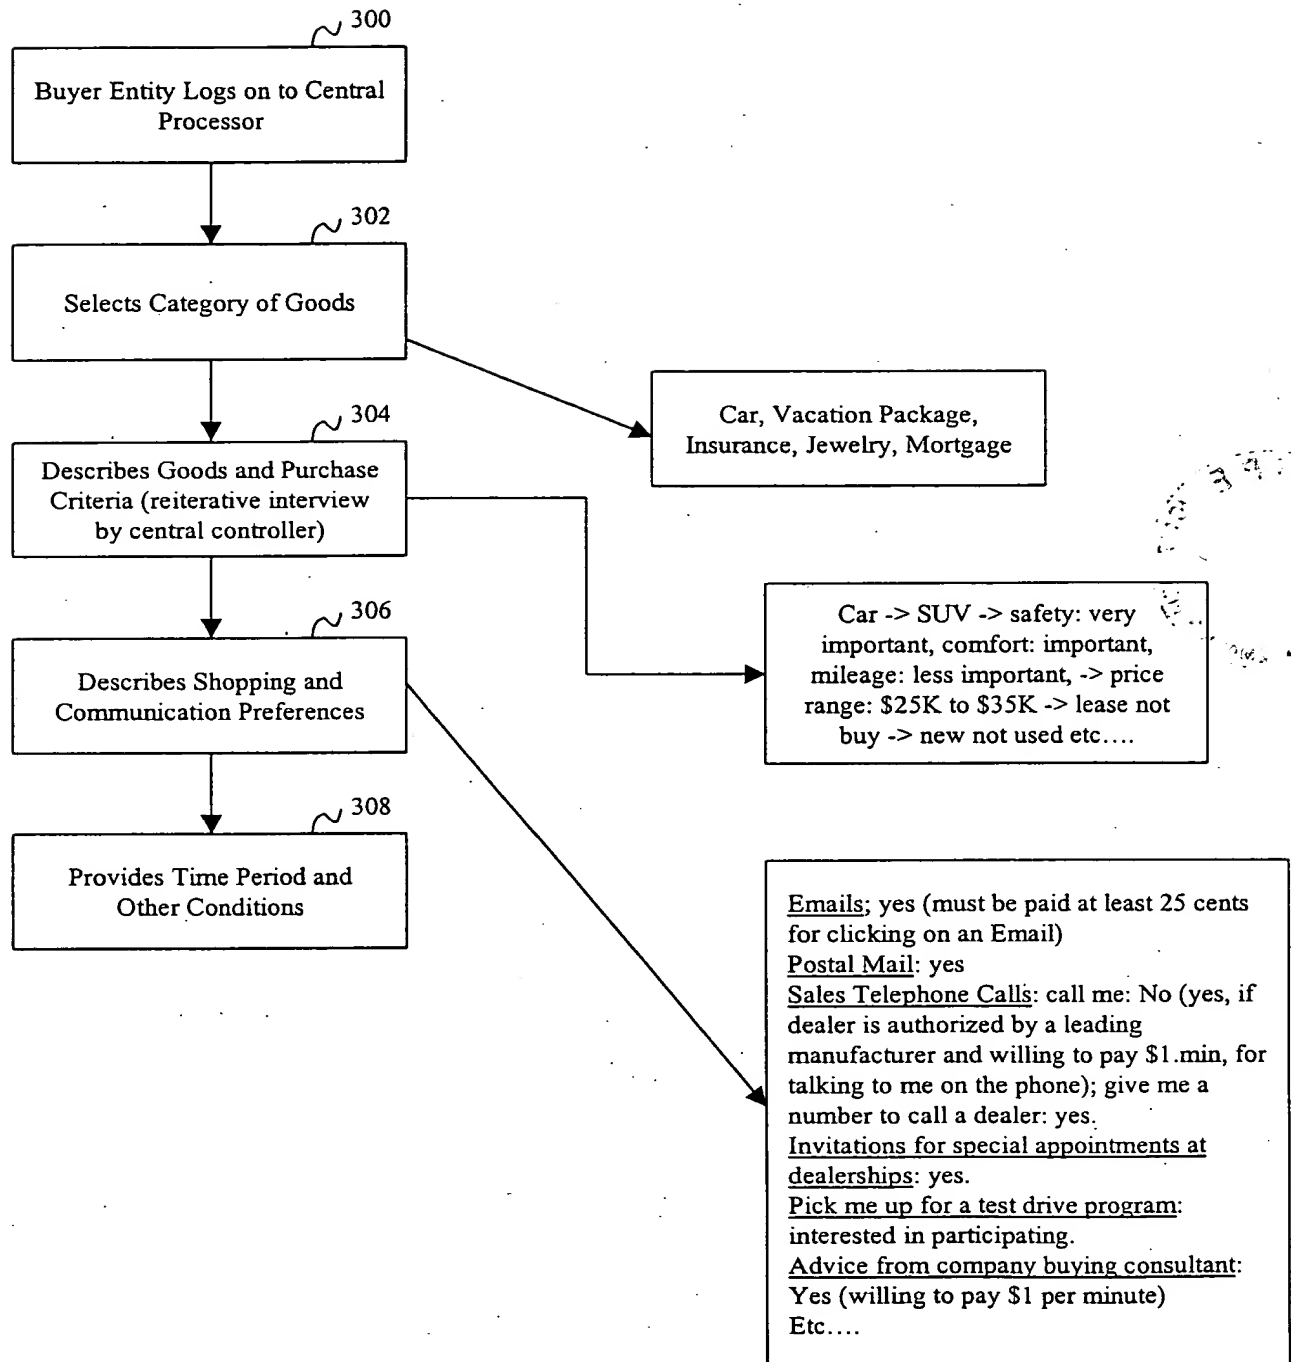 300
Buyer Entity Logs on to Central
Processor
302
Selects Category of Goods
Car, Vacation Package,
Insurance, Jewelry, Mortgage
304
Describes Goods and Purchase
Criteria (reiterative interview
by central controller)
Car -> SUV -> safety: very
important, comfort: important,
mileage: less important, -> price
range: $25K to $35K -> lease not
buy -> new not used etc....
306
Describes Shopping and
Communication Preferences
308
Provides Time Period and
Other Conditions
Emails; yes (must be paid at least 25 cents
for clicking on an Email)
Postal Mail: yes
Sales Telephone Calls: call me: No (yes, if
dealer is authorized by a leading
manufacturer and willing to pay $1.min, for
talking to me on the phone); give me a
number to call a dealer: yes.
Invitations for special appointments at
dealerships: yes.
Pick me up for a test drive program:
interested in participating.
Advice from company buying consultant:
Yes (willing to pay $1 per minute)
Etc....